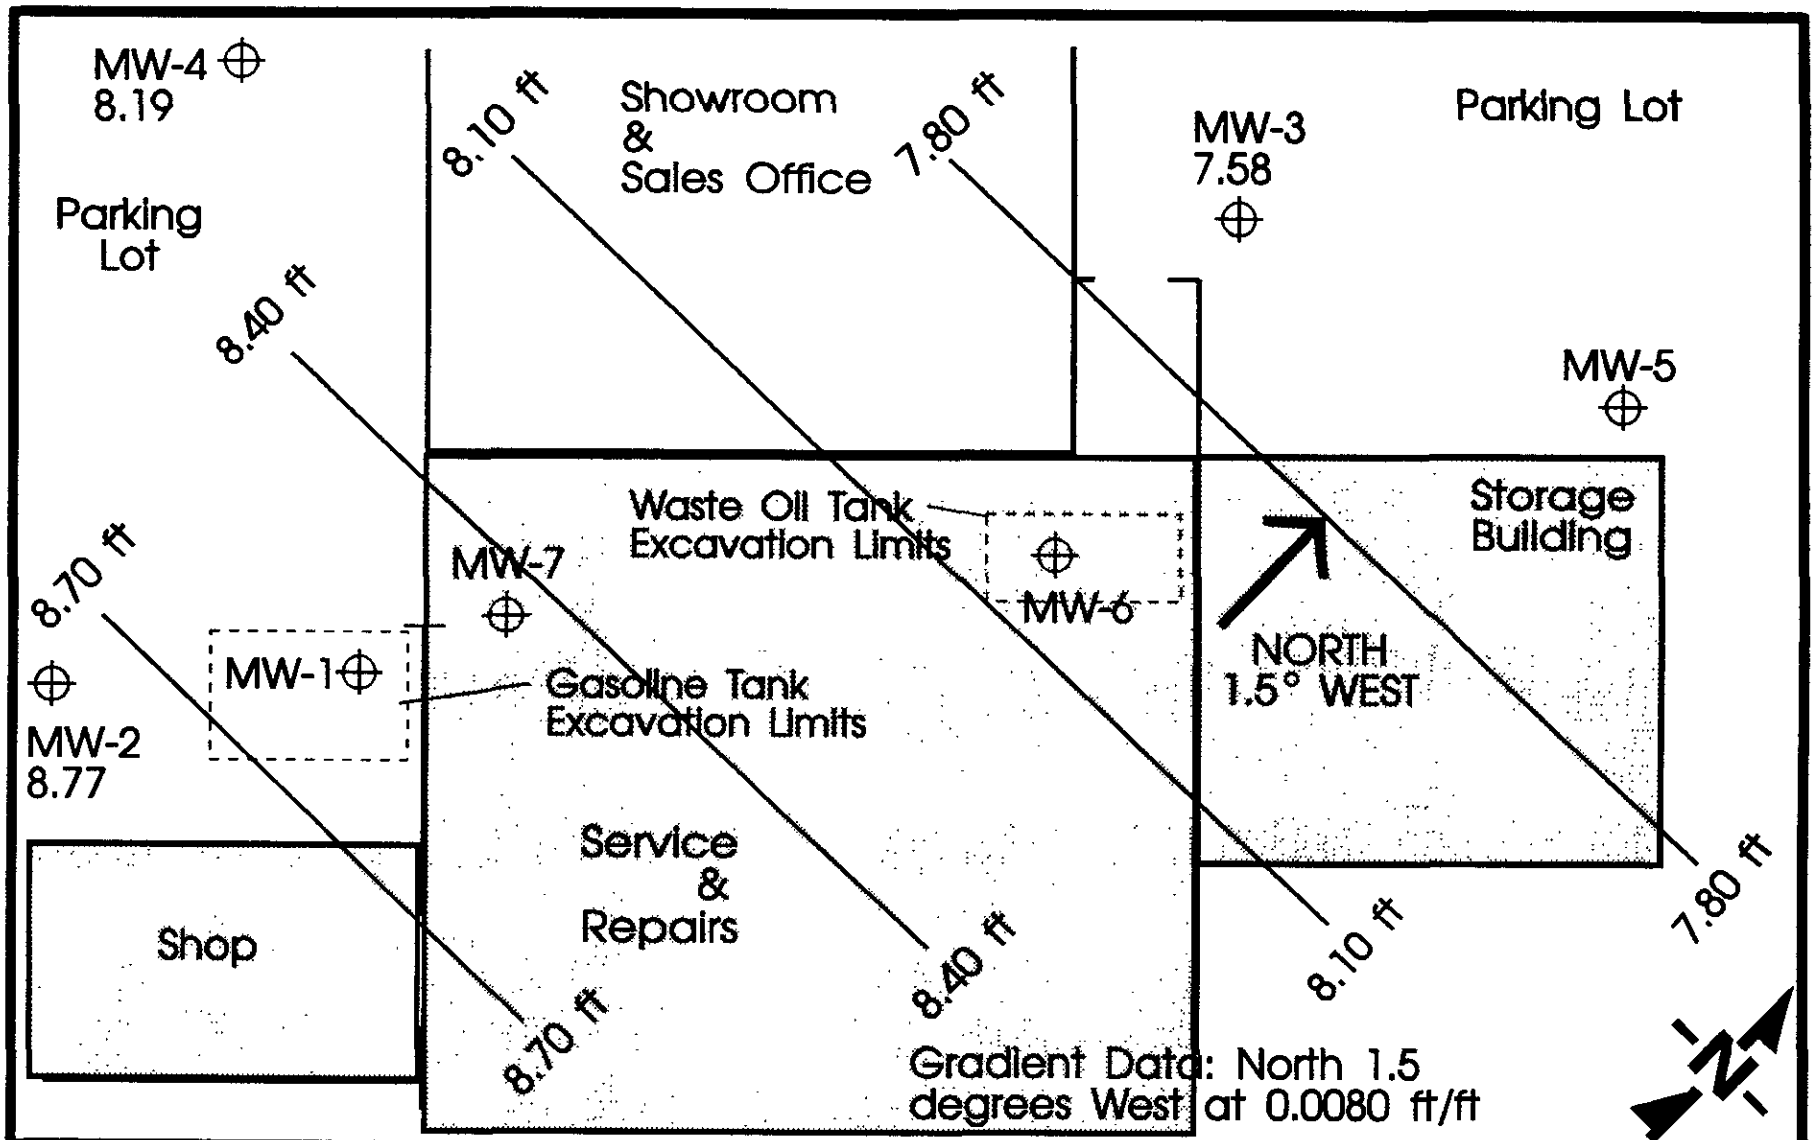 MW-4
8.19
8.10 ft
Showroom
&
Sales Office
7.80 ft
MW-3
7.58
Parking Lot
Parking
Lot
8.40 ft
MW-5
Waste Oil Tank
Excavation Limits
Storage
Building
8.70 ft
MW-7
MW-6
MW-1
NORTH
1.5° WEST
Gasoline Tank
Excavation Limits
MW-2
8.77
Service
&
Repairs
Shop
8.70 ft
8.40 ft
8.10 ft
7.80 ft
Gradient Data: North 1.5
degrees West at 0.0080 ft/ft
N